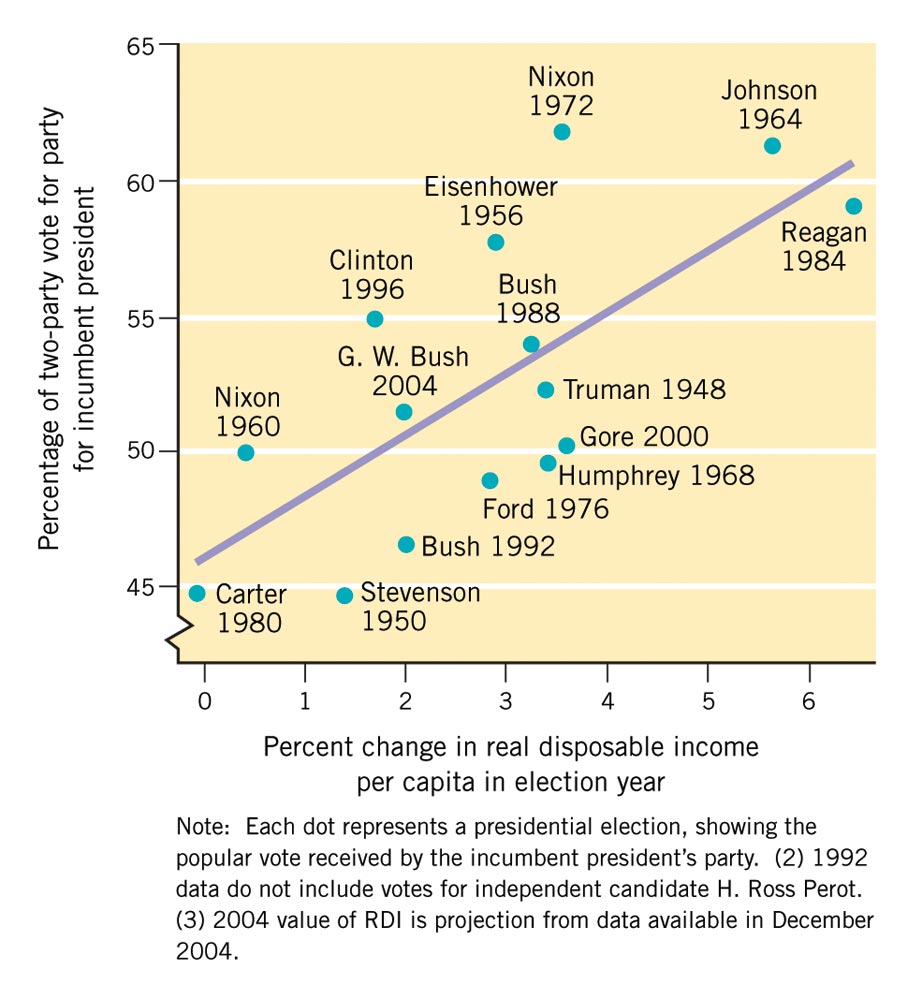 Percentage of two-party vote for party
for incumbent president
65
60
55
50
45
Nixon
1972
Johnson
1964
Eisenhower
1956
Reagan
1984
Clinton
1996
Bush
1988
G. W. Bush
2004
Truman 1948
Nixon
1960
Gore 2000
Humphrey 1968
Ford 1976
Bush 1992
Carter
1980
Stevenson
1950
0 1 2 3 4 5 6
Percent change in real disposable income
per capita in election year
Note: Each dot represents a presidential election, showing the
popular vote received by the incumbent president's party. (2) 1992
data do not include votes for independent candidate H. Ross Perot.
(3) 2004 value of RDI is projection from data available in December
2004.